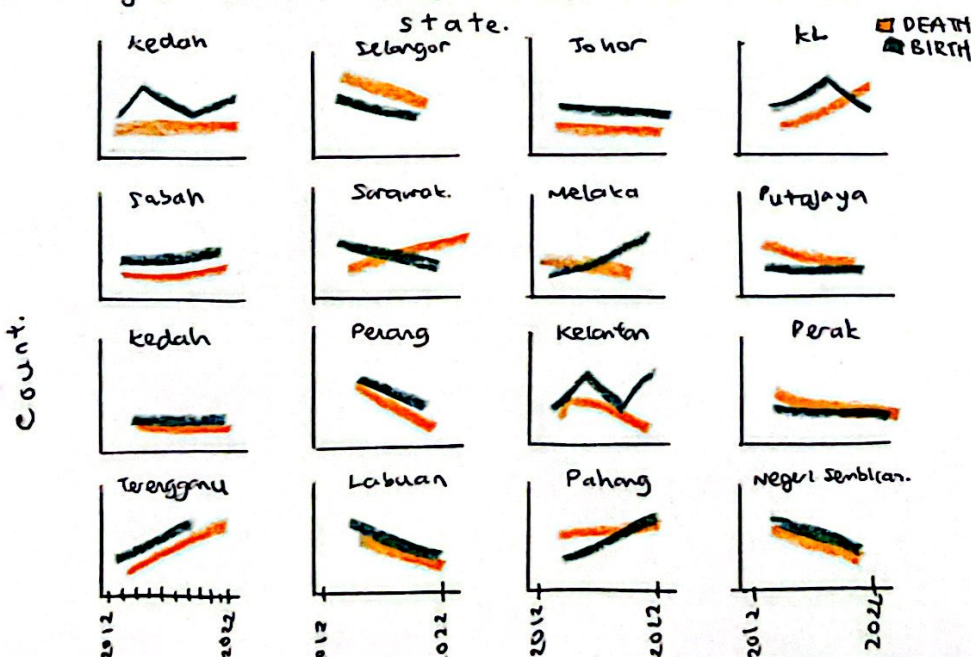 state.
DEATH
BIRTH
Kedah
Selangor
Johor
KL
Sabah
Sarawak.
Melaka
Putrajaya
Count.
Kedah
Penang
Kelantan
Perak
Terengganu
Labuan
Pahang
Negeri Sembilan.
2012
2022
2012
2022
2012
2022
2012
2022